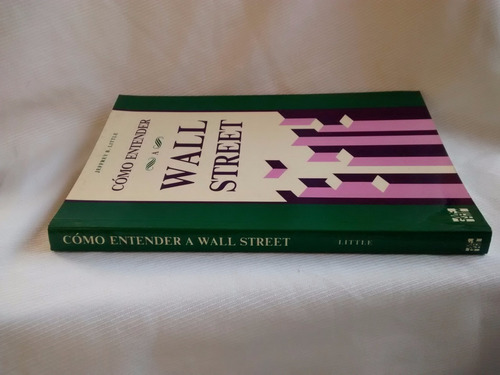 JEFFREY B. LITTLE
CÓMO ENTENDER
A
WALL
STREET
CÓMO ENTENDER A WALL STREET LITTLE